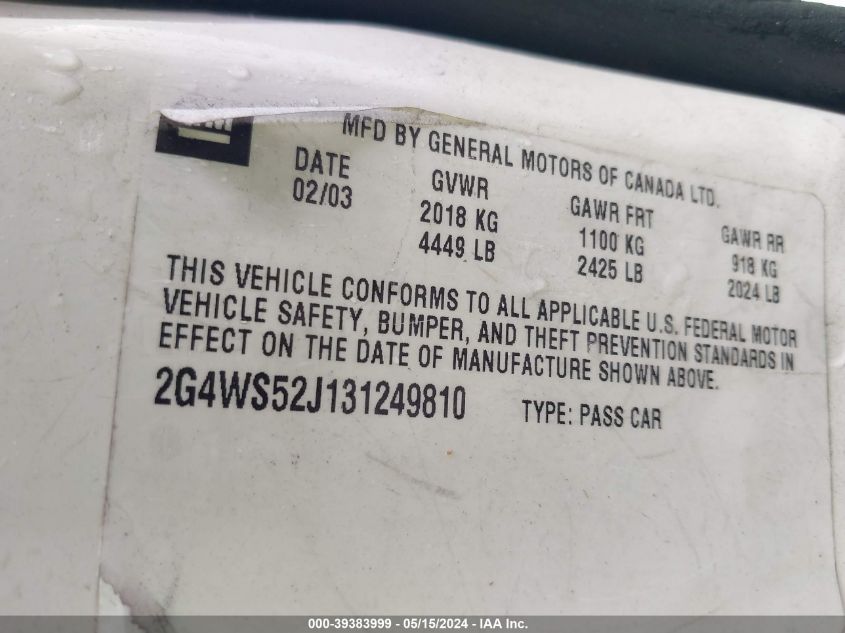 MFD BY GENERAL MOTORS OF CANADA LTD.
DATE GVWR GAWR FRT GAWR RR
02/03 2018 KG 1100 KG 918 KG
4449 LB 2425 LB 2024 LB
THIS VEHICLE CONFORMS TO ALL APPLICABLE U.S. FEDERAL MOTOR
VEHICLE SAFETY, BUMPER, AND THEFT PREVENTION STANDARDS IN
EFFECT ON THE DATE OF MANUFACTURE SHOWN ABOVE.
2G4WS52J131249810 TYPE: PASS CAR
000-39383999 - 05/15/2024 - IAA Inc.